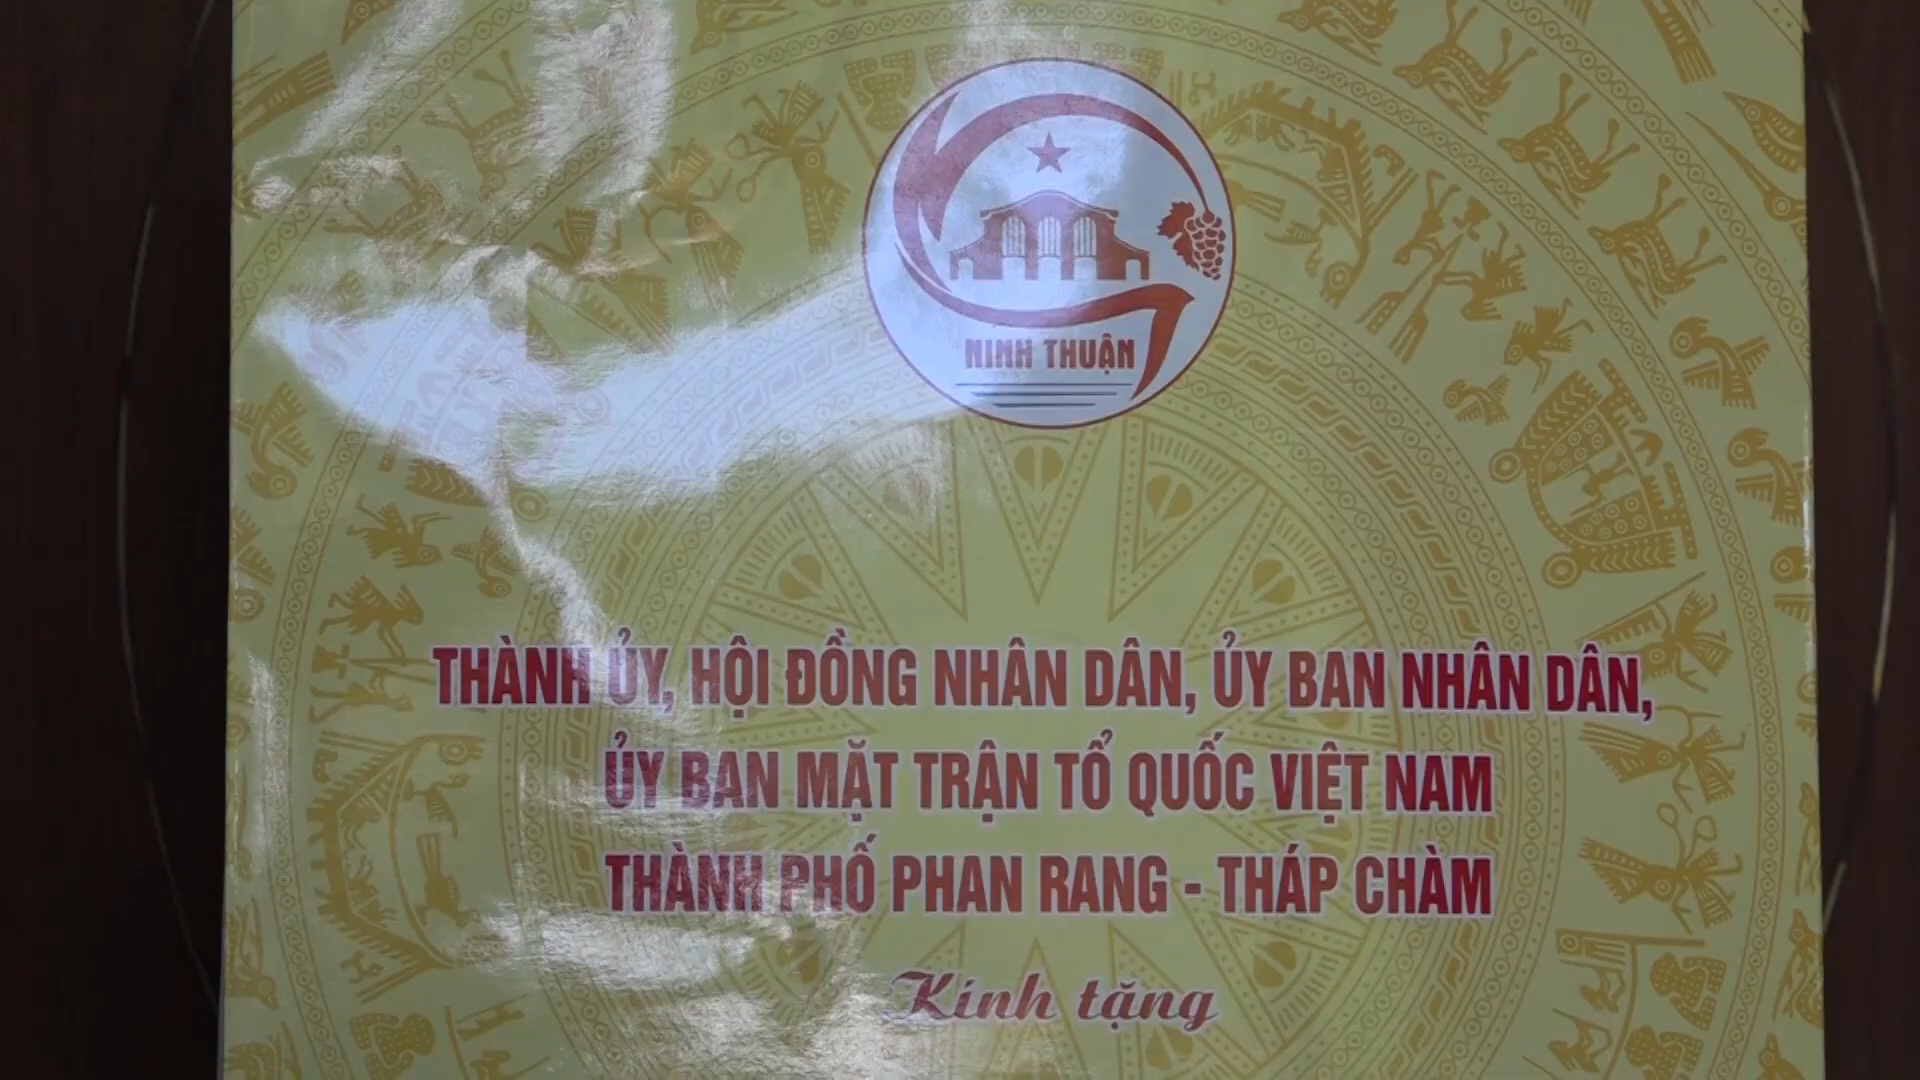 NINH THUẬN
THÀNH ỦY, HỘI ĐỒNG NHÂN DÂN, ỦY BAN NHÂN DÂN,
ỦY BAN MẶT TRẬN TỔ QUỐC VIỆT NAM
THÀNH PHỐ PHAN RANG - THÁP CHÀM
Kính tặng